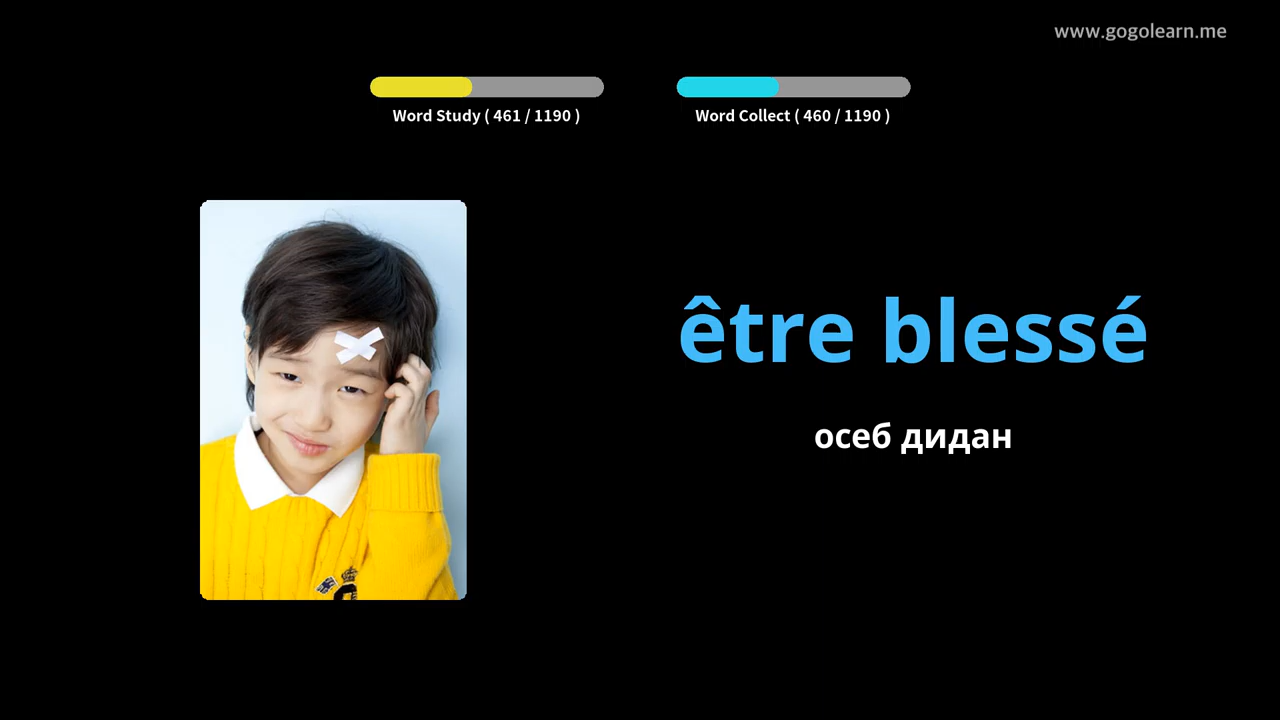 www.gogolearn.me
Word Study ( 461 / 1190 )
Word Collect ( 460 / 1190 )
être blessé
осеб дидан